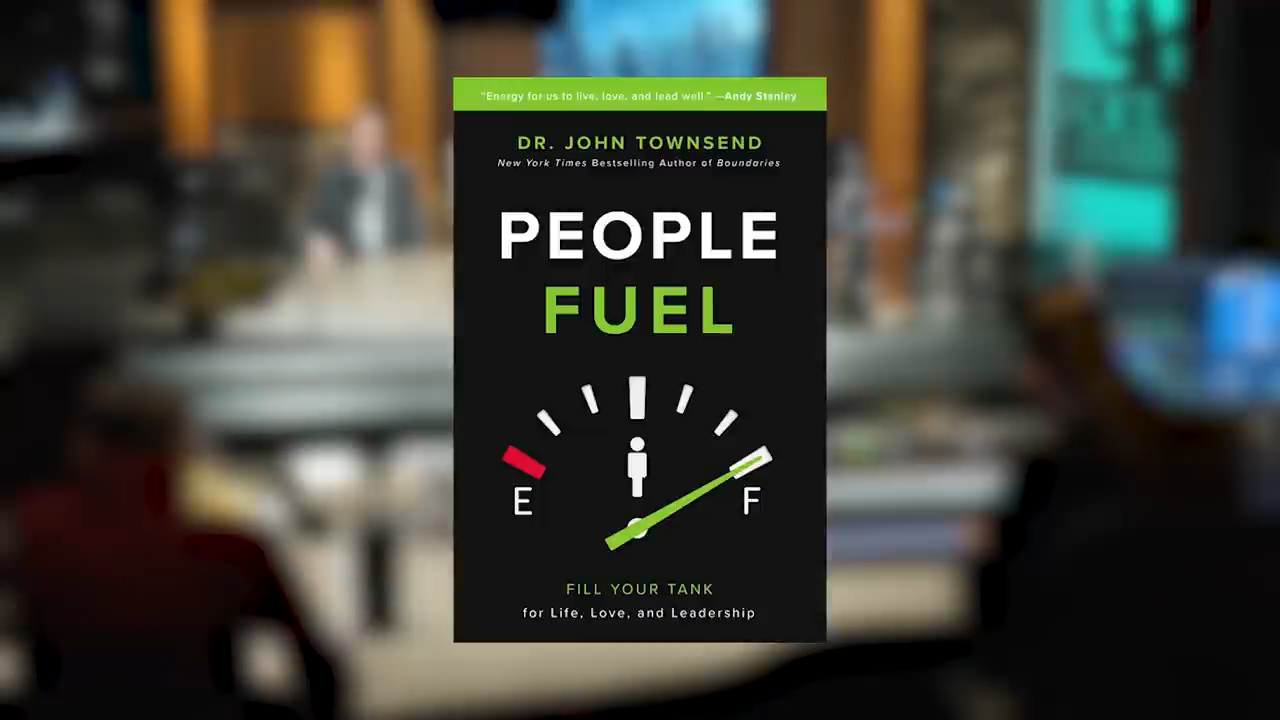 "Energy for us to live, love, and lead well." —Andy Stanley
DR. JOHN TOWNSEND
New York Times Bestselling Author of Boundaries
PEOPLE
FUEL
E F
FILL YOUR TANK
for Life, Love, and Leadership